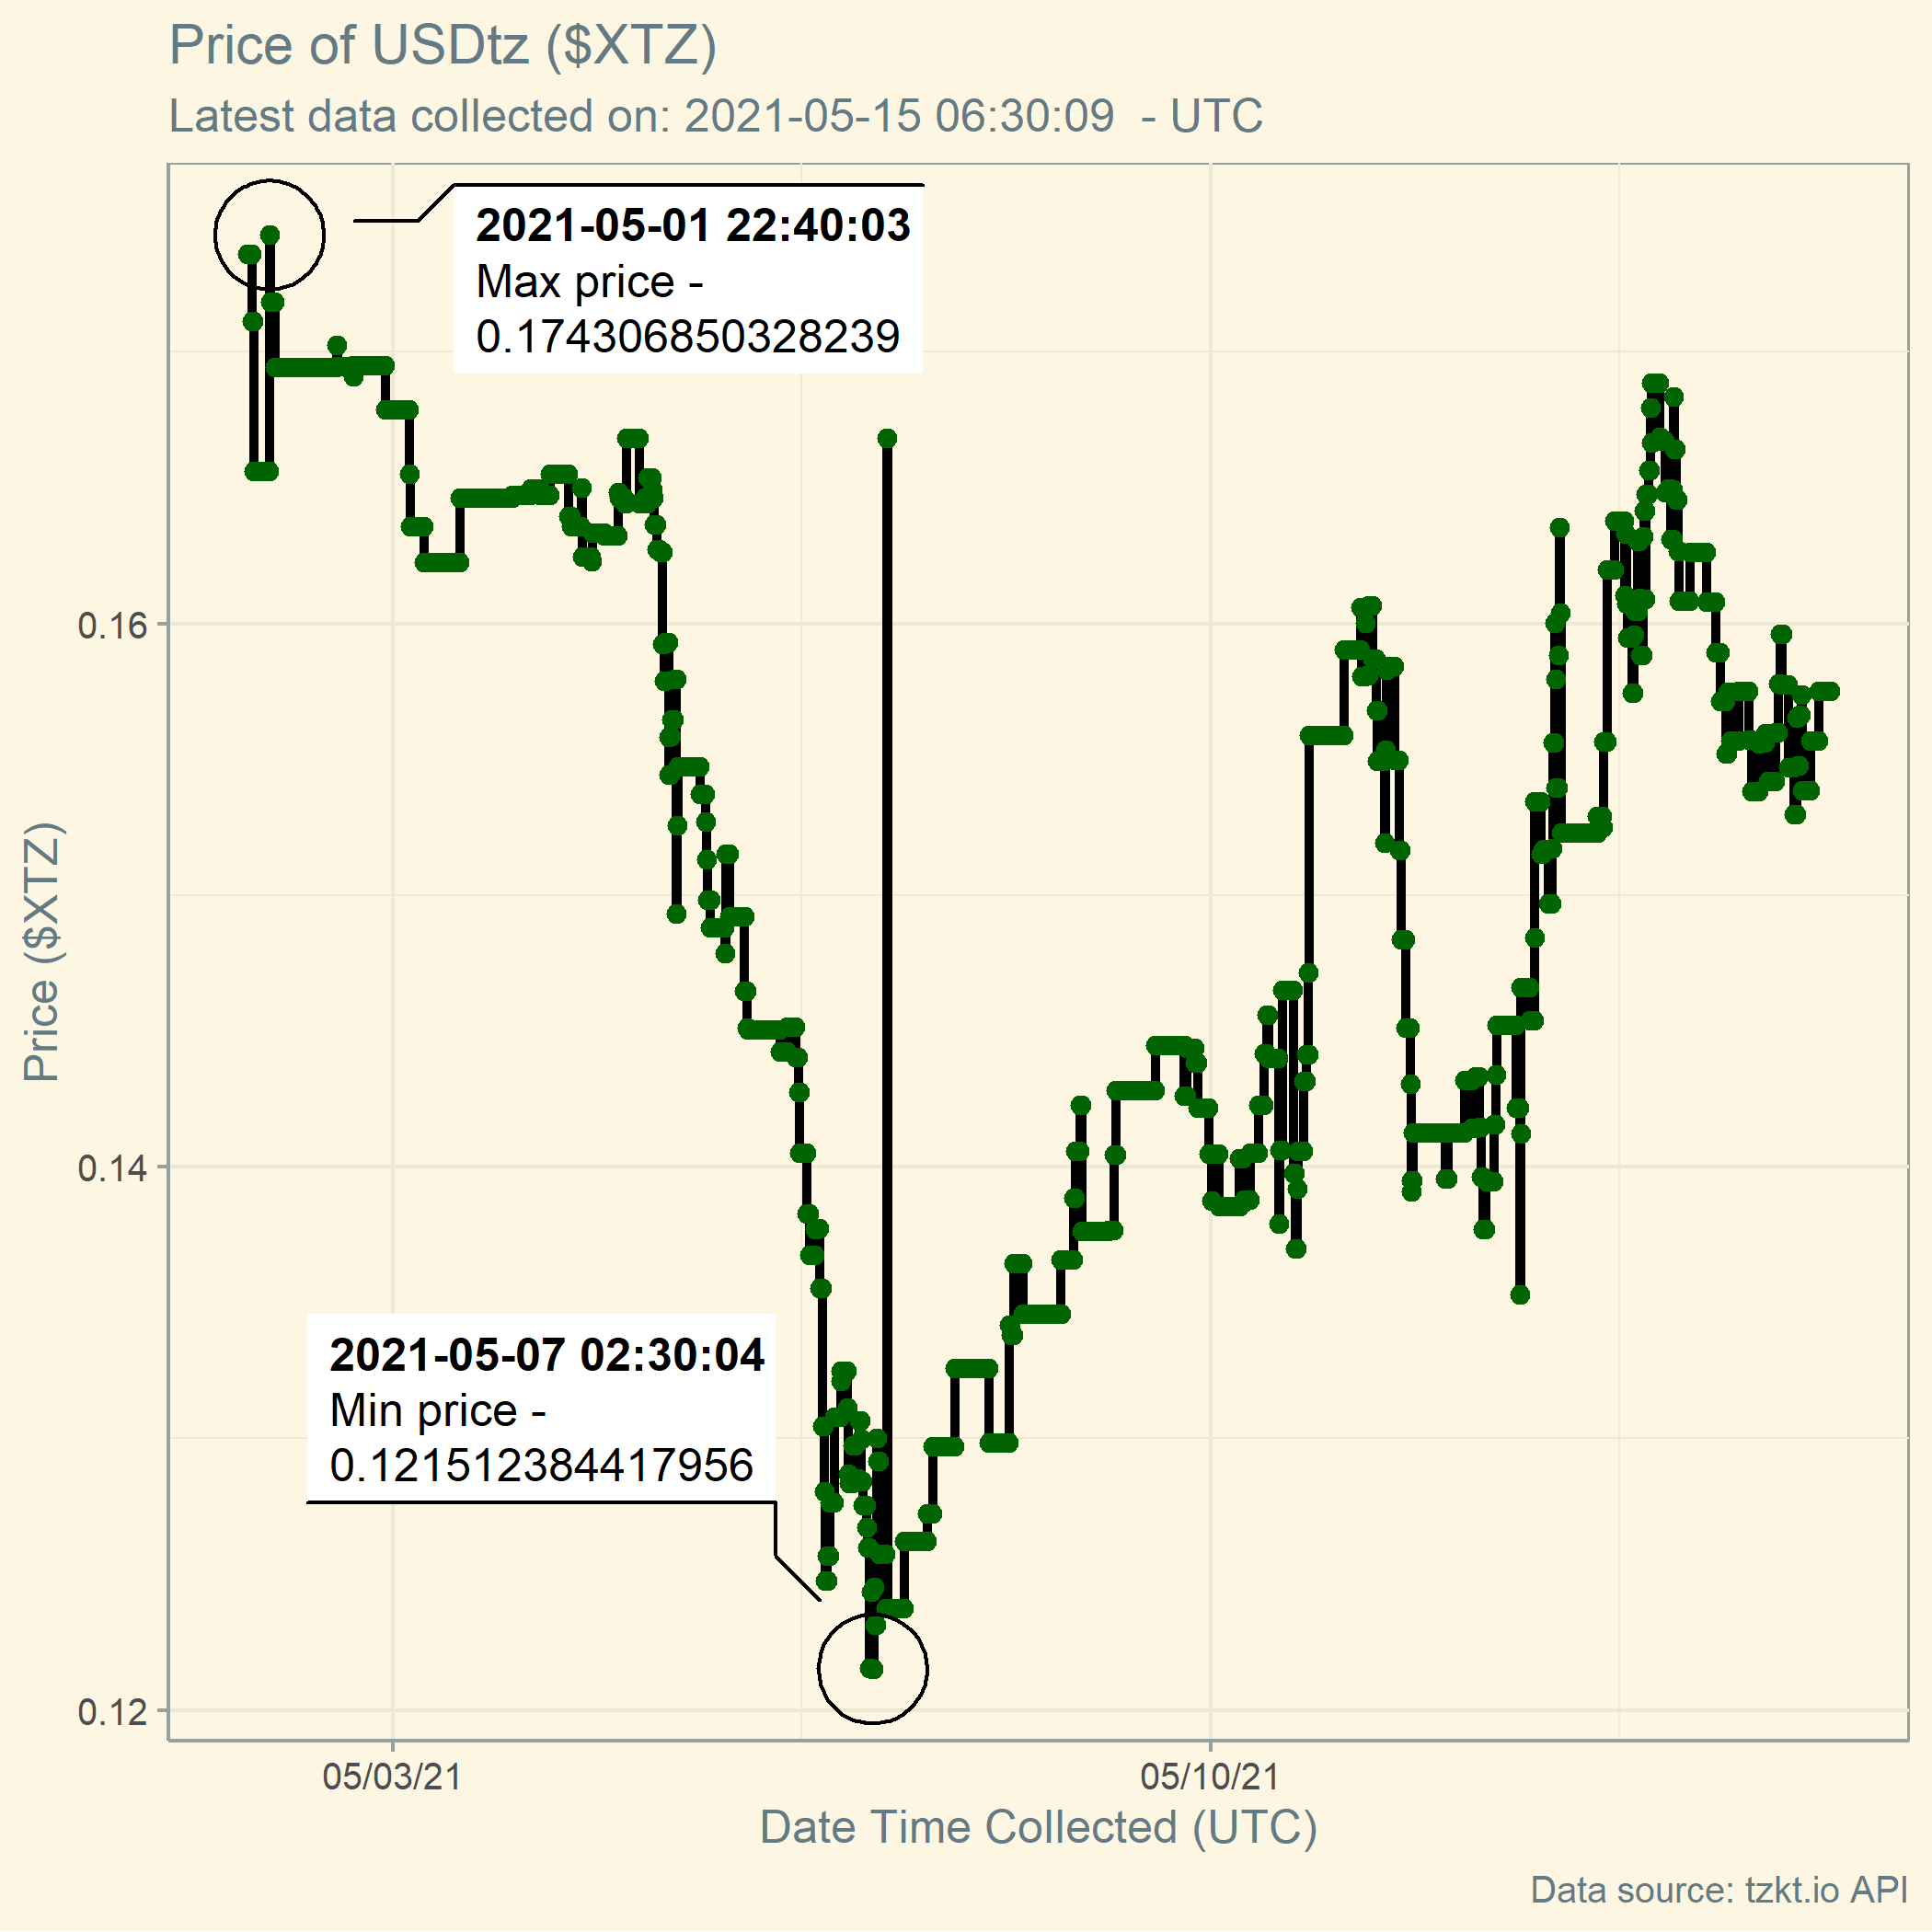 Price of USDtz ($XTZ)
Latest data collected on: 2021-05-15 06:30:09  - UTC
2021-05-01 22:40:03
Max price -
0.174306850328239
0.16
0.14
0.12
Price ($XTZ)
2021-05-07 02:30:04
Min price -
0.121512384417956
05/03/21
05/10/21
Date Time Collected (UTC)
Data source: tzkt.io API